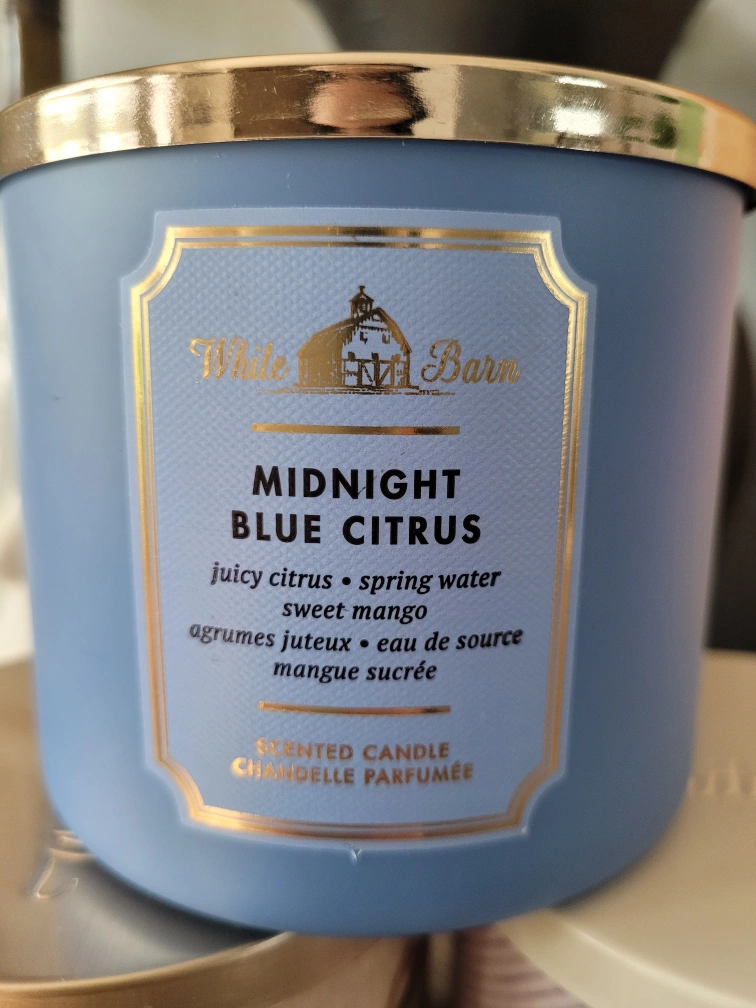 White Barn
MIDNIGHT
BLUE CITRUS
juicy citrus • spring water
sweet mango
agrumes juteux • eau de source
mangue sucrée
SCENTED CANDLE
CHANDELLE PARFUMÉE